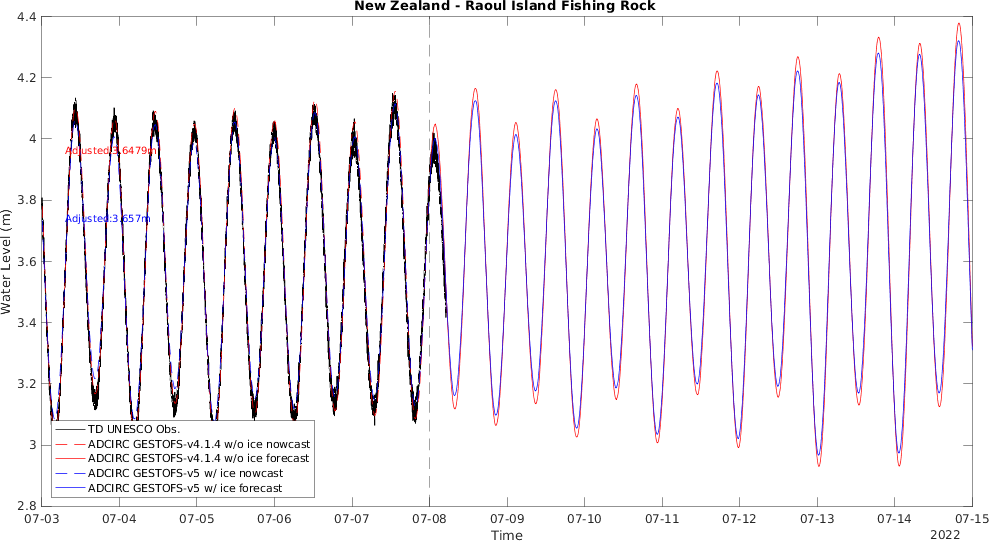 New Zealand - Raoul Island Fishing Rock
4.4
4.2
4
3.8
3.6
3.4
3.2
3
2.8
Water Level (m)
Adjusted:3.6479m
Adjusted:3.657m
TD UNESCO Obs.
ADCIRC GESTOFS-v4.1.4 w/o ice nowcast
ADCIRC GESTOFS-v4.1.4 w/o ice forecast
ADCIRC GESTOFS-v5 w/ ice nowcast
ADCIRC GESTOFS-v5 w/ ice forecast
07-03 07-04 07-05 07-06 07-07 07-08 07-09 07-10 07-11 07-12 07-13 07-14 07-15
Time
2022